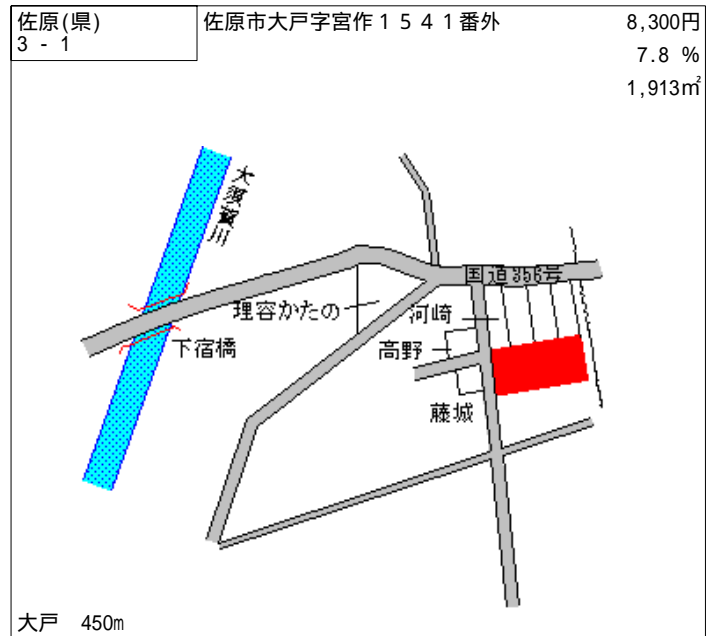 佐原(県)
3 - 1
佐原市大戸字宮作1541番外
8,300円
7.8 %
1,913㎡
大須賀川
国道356号
理容かたの
河崎
下宿橋
高野
藤城
大戸 450m